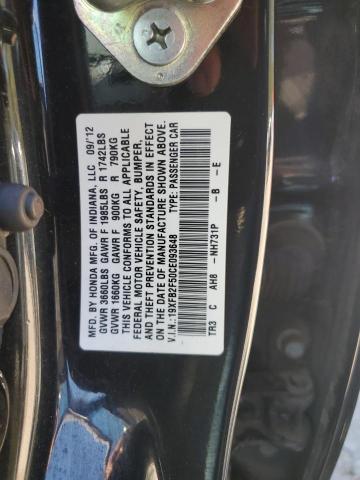 MFD. BY HONDA MFG. OF INDIANA, LLC 09/'12
GVWR 3660LBS GAWR F 1985LBS R 1742LBS
GVWR 1660KG GAWR F 900KG R 790KG
THIS VEHICLE CONFORMS TO ALL APPLICABLE
FEDERAL MOTOR VEHICLE SAFETY, BUMPER,
AND THEFT PREVENTION STANDARDS IN EFFECT
ON THE DATE OF MANUFACTURE SHOWN ABOVE.
V.I.N.: 19XFB2F50CE093648 TYPE: PASSENGER CAR
TR3 C AH8 -NH731P -B -E